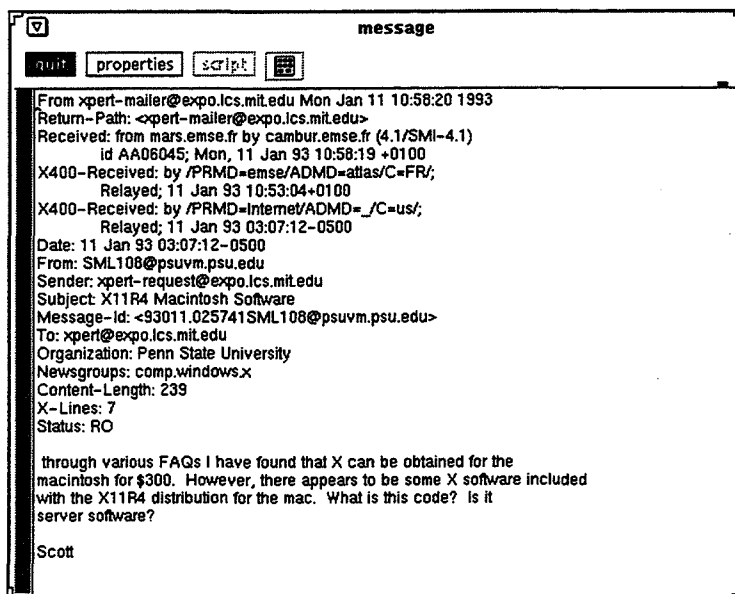 message
quit properties script
From xpert-mailer@expo.lcs.mit.edu Mon Jan 11 10:58:20 1993
Return-Path: <xpert-mailer@expo.lcs.mit.edu>
Received: from mars.emse.fr by cambur.emse.fr (4.1/SMI-4.1)
id AA06045; Mon, 11 Jan 93 10:58:19 +0100
X400-Received: by /PRMD=emse/ADMD=atlas/C=FR/;
Relayed; 11 Jan 93 10:53:04+0100
X400-Received: by /PRMD=Internet/ADMD=_/C=us/;
Relayed; 11 Jan 93 03:07:12-0500
Date: 11 Jan 93 03:07:12-0500
From: SML108@psuvm.psu.edu
Sender: xpert-request@expo.lcs.mit.edu
Subject: X11R4 Macintosh Software
Message-Id: <93011.025741SML108@psuvm.psu.edu>
To: xpert@expo.lcs.mit.edu
Organization: Penn State University
Newsgroups: comp.windows.x
Content-Length: 239
X-Lines: 7
Status: RO
through various FAQs I have found that X can be obtained for the
macintosh for $300. However, there appears to be some X software included
with the X11R4 distribution for the mac. What is this code? Is it
server software?
Scott